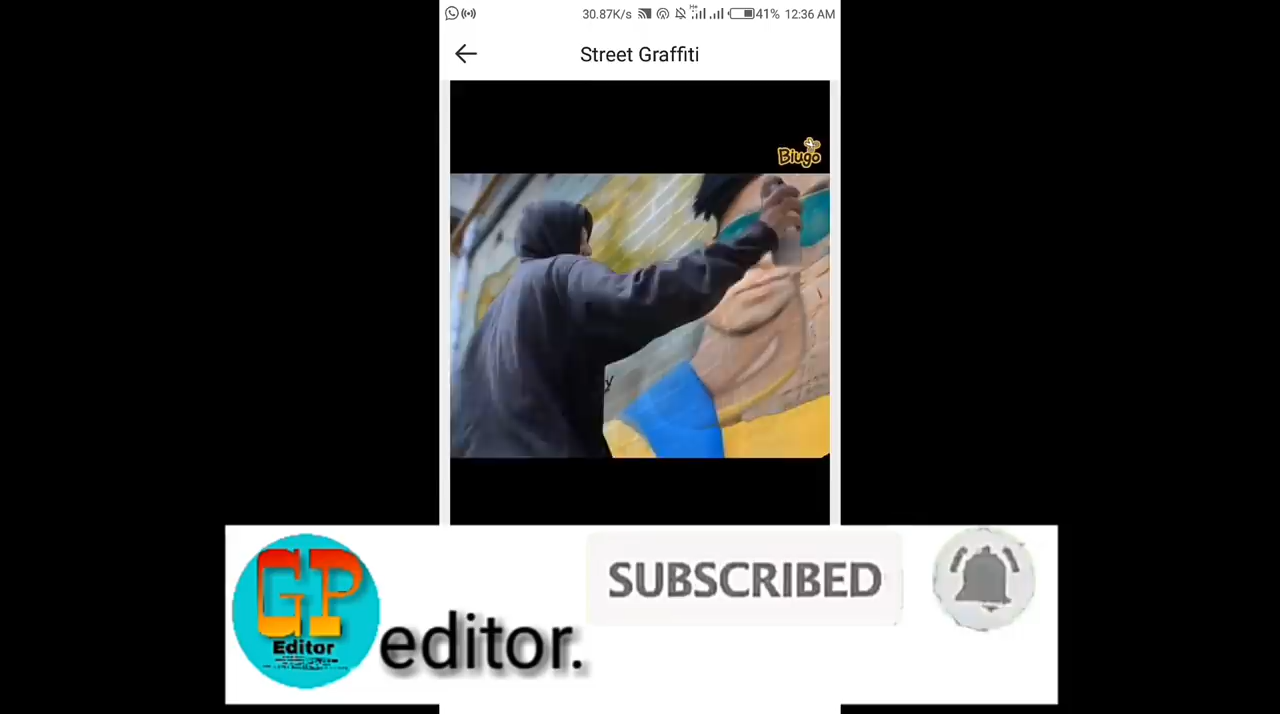 30.87K/s 41% 12:36 AM
Street Graffiti
Biugo
y
GP
Editor
editor.
SUBSCRIBED